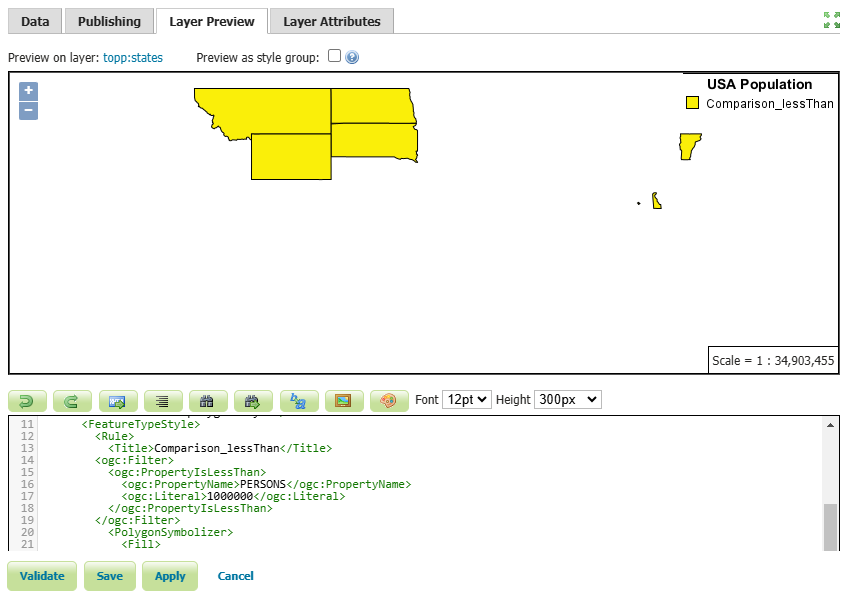 Data Publishing Layer Preview Layer Attributes
Preview on layer: topp:states Preview as style group:
+
−
USA Population
Comparison_lessThan
Scale = 1 : 34,903,455
Font 12pt Height 300px
11 <FeatureTypeStyle>
12 <Rule>
13 <Title>Comparison_lessThan</Title>
14 <ogc:Filter>
15 <ogc:PropertyIsLessThan>
16 <ogc:PropertyName>PERSONS</ogc:PropertyName>
17 <ogc:Literal>1000000</ogc:Literal>
18 </ogc:PropertyIsLessThan>
19 </ogc:Filter>
20 <PolygonSymbolizer>
21 <Fill>
Validate Save Apply Cancel